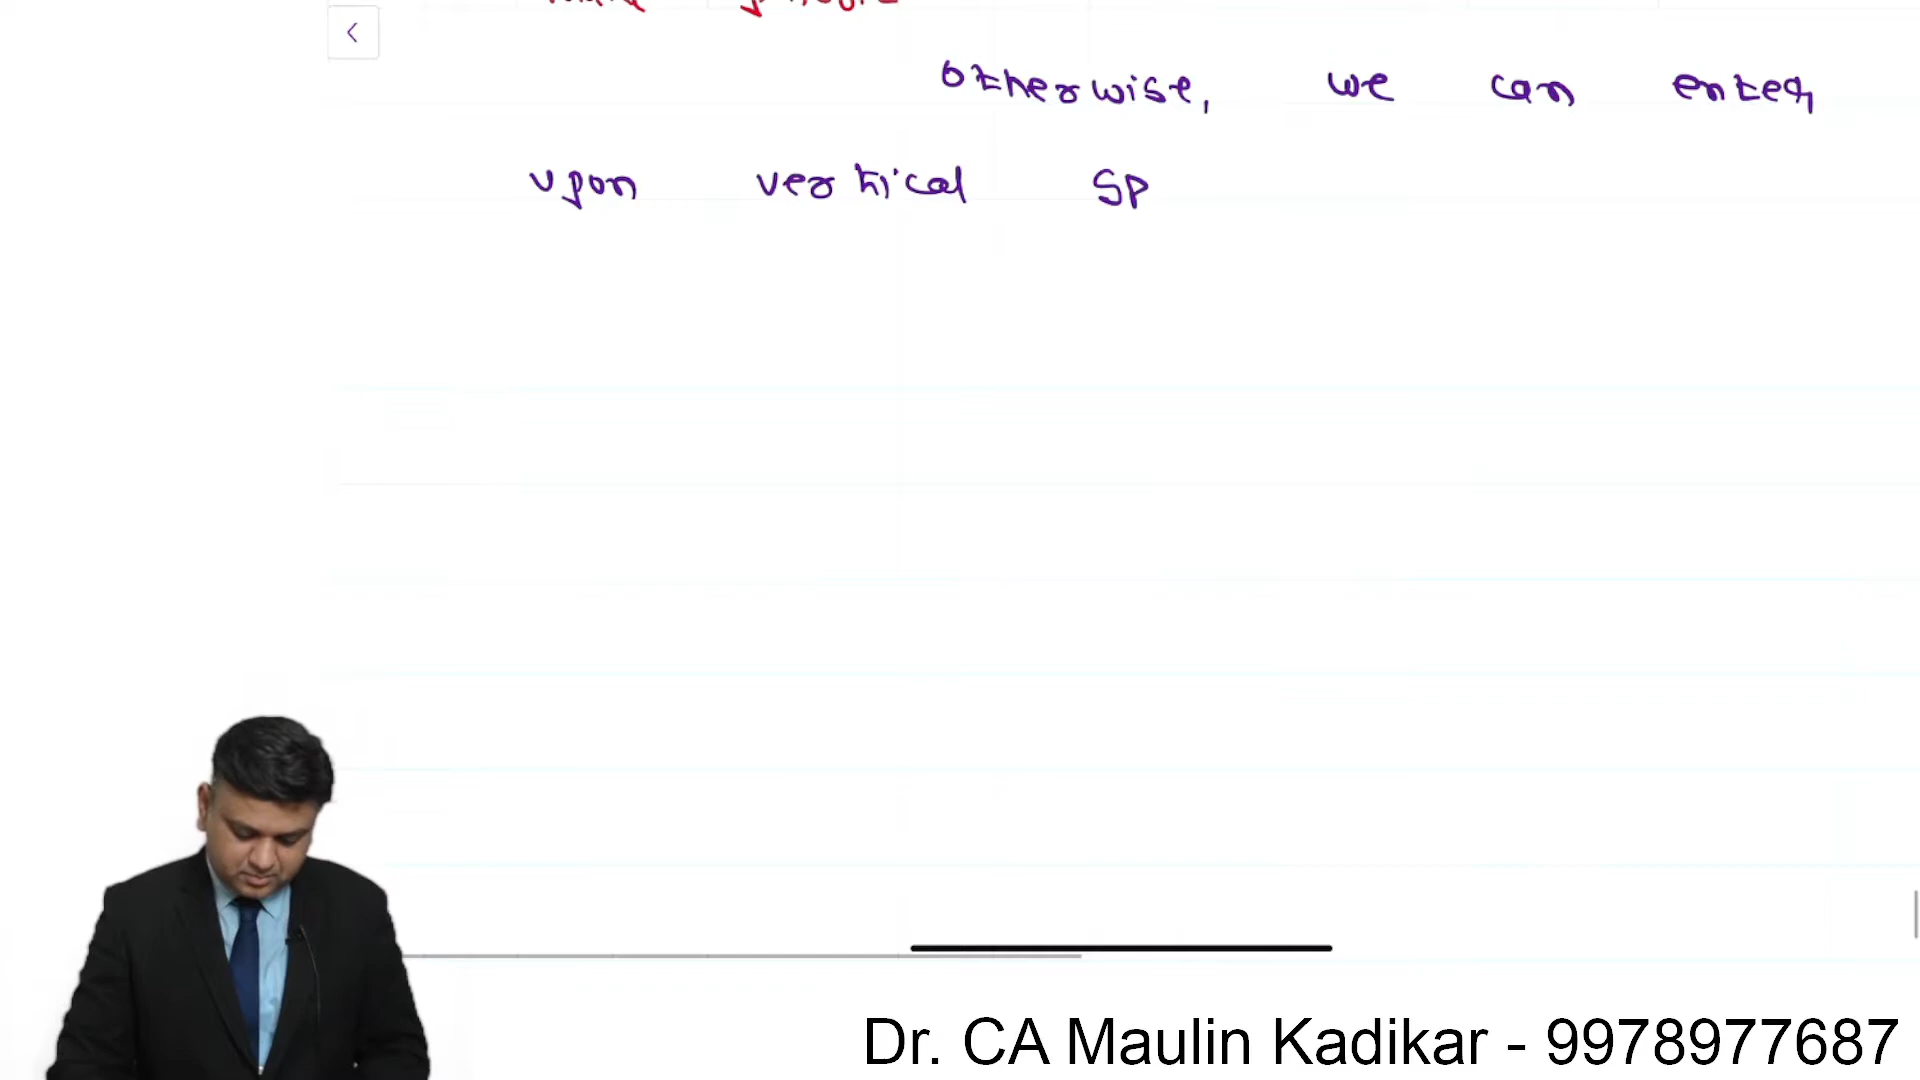 otherwise, we can enter
upon vertical sp
Dr. CA Maulin Kadikar - 9978977687